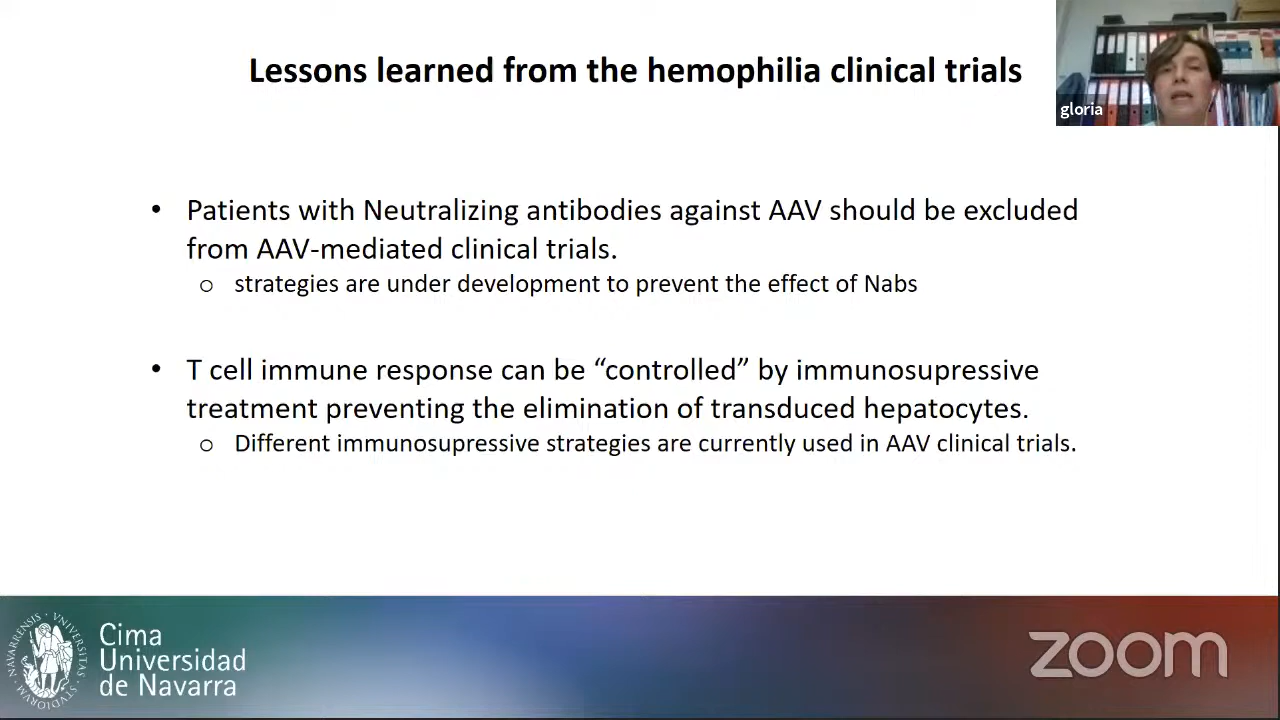 Lessons learned from the hemophilia clinical trials
gloria
• Patients with Neutralizing antibodies against AAV should be excluded
from AAV-mediated clinical trials.
o strategies are under development to prevent the effect of Nabs
• T cell immune response can be “controlled” by immunosupressive
treatment preventing the elimination of transduced hepatocytes.
o Different immunosupressive strategies are currently used in AAV clinical trials.
Cima
Universidad
de Navarra
zoom